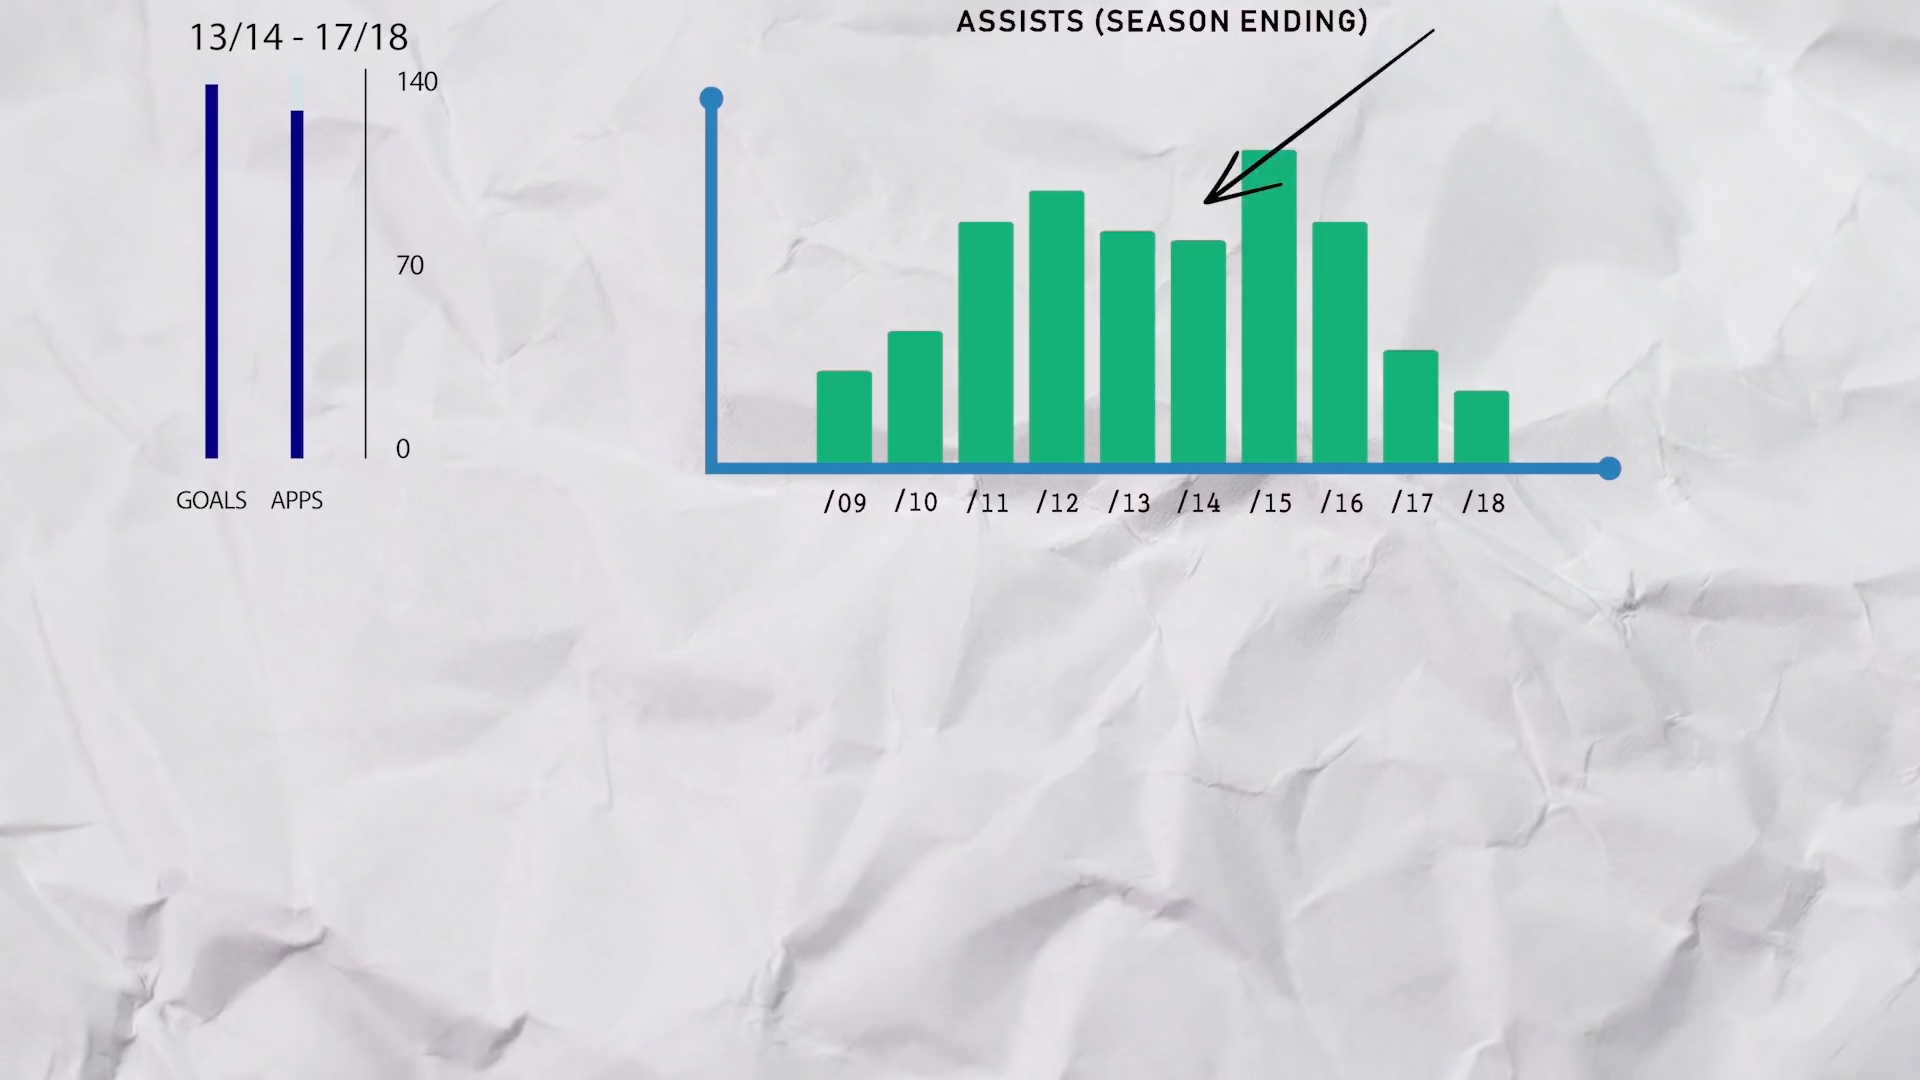 13/14 - 17/18
140
70
0
GOALS APPS
ASSISTS (SEASON ENDING)
/09 /10 /11 /12 /13 /14 /15 /16 /17 /18